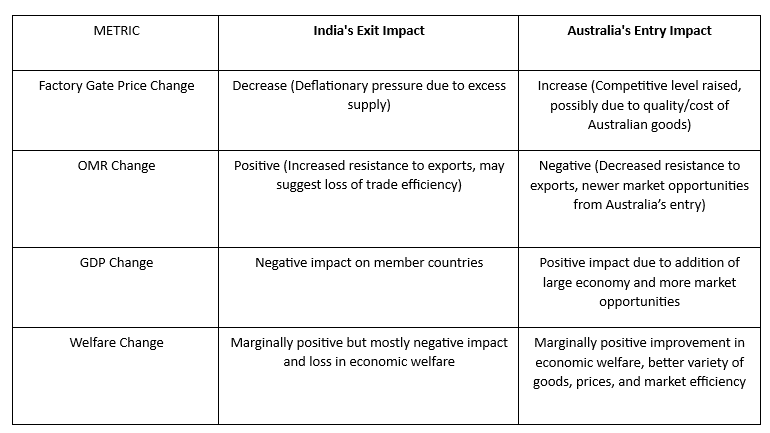 METRIC
India's Exit Impact
Australia's Entry Impact
Factory Gate Price Change
Decrease (Deflationary pressure due to excess
supply)
Increase (Competitive level raised,
possibly due to quality/cost of
Australian goods)
OMR Change
Positive (Increased resistance to exports, may
suggest loss of trade efficiency)
Negative (Decreased resistance to
exports, newer market opportunities
from Australia’s entry)
GDP Change
Negative impact on member countries
Positive impact due to addition of
large economy and more market
opportunities
Welfare Change
Marginally positive but mostly negative impact
and loss in economic welfare
Marginally positive improvement in
economic welfare, better variety of
goods, prices, and market efficiency